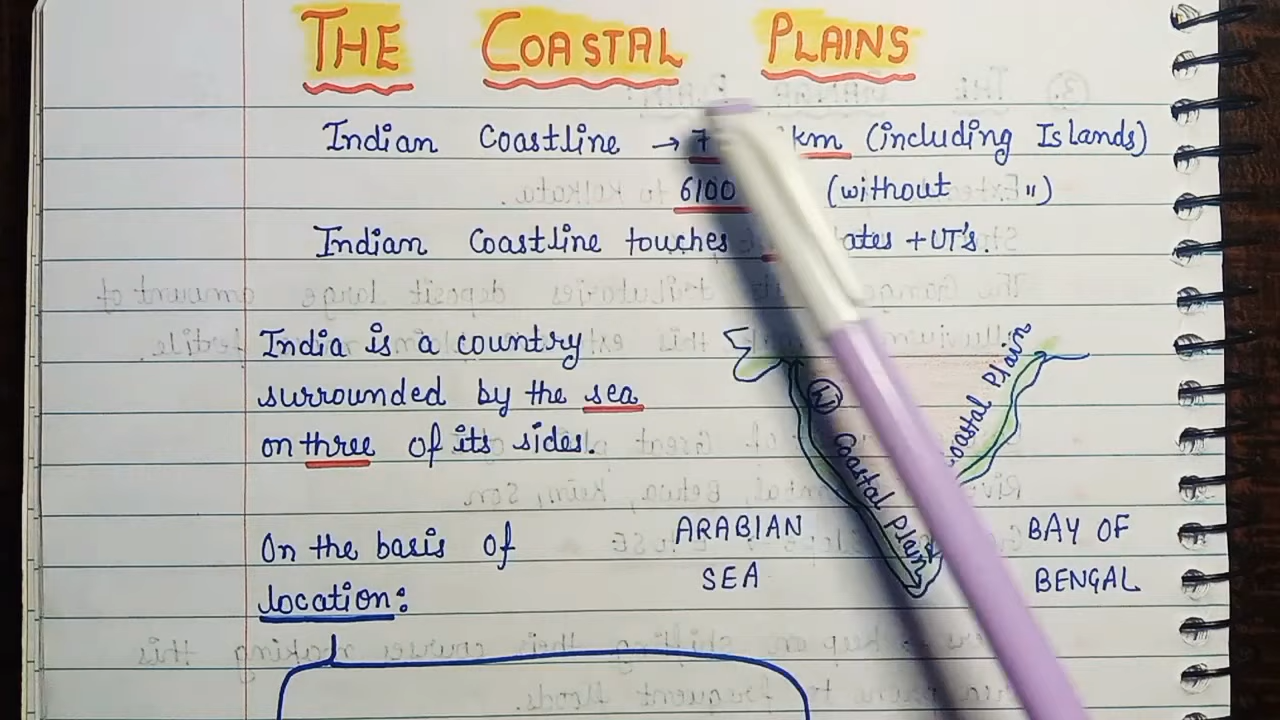 THE COASTAL PLAINS
Indian Coastline → 7 km (including Islands)
6100 (without ")
Indian Coastline touches ates + UT's.
India is a country
surrounded by the sea
on three of its sides.
W Coastal Plain
Coastal Plain
On the basis of
location:
ARABIAN
SEA
BAY OF
BENGAL